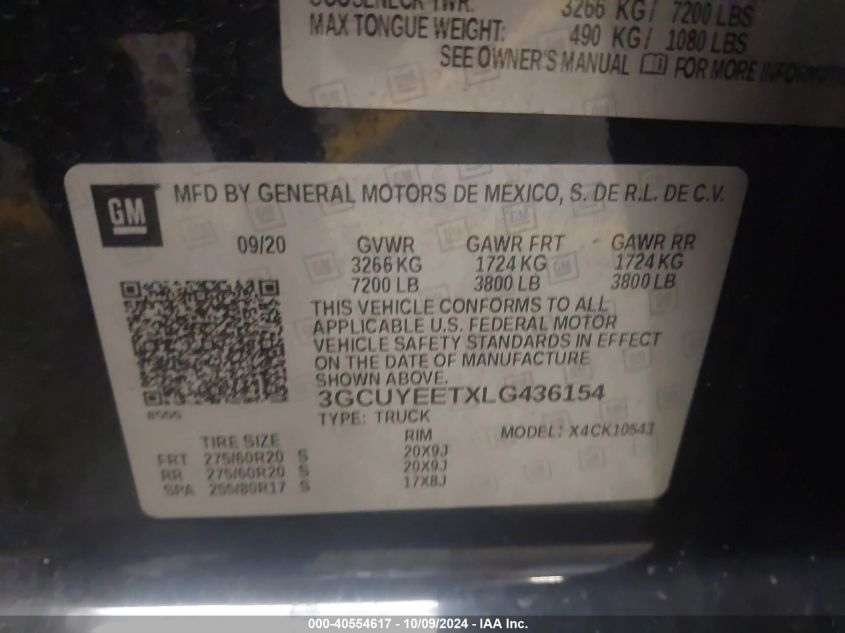 3266 KG/ 7200 LBS
MAX TONGUE WEIGHT: 490 KG/ 1080 LBS
SEE OWNER'S MANUAL FOR MORE INFORMATION
GM
MFD BY GENERAL MOTORS DE MEXICO, S. DE R.L. DE C.V.
09/20 GVWR GAWR FRT GAWR RR
3266 KG 1724 KG 1724 KG
7200 LB 3800 LB 3800 LB
THIS VEHICLE CONFORMS TO ALL
APPLICABLE U.S. FEDERAL MOTOR
VEHICLE SAFETY STANDARDS IN EFFECT
ON THE DATE OF MANUFACTURE
SHOWN ABOVE.
3GCUYEETXLG436154
TYPE: TRUCK
MODEL: X4CK10543
TIRE SIZE RIM
FRT 275/60R20 S 20X9J
RR 275/60R20 S 20X9J
SPA 255/80R17 S 17X8J
000-40554617 - 10/09/2024 - IAA Inc.